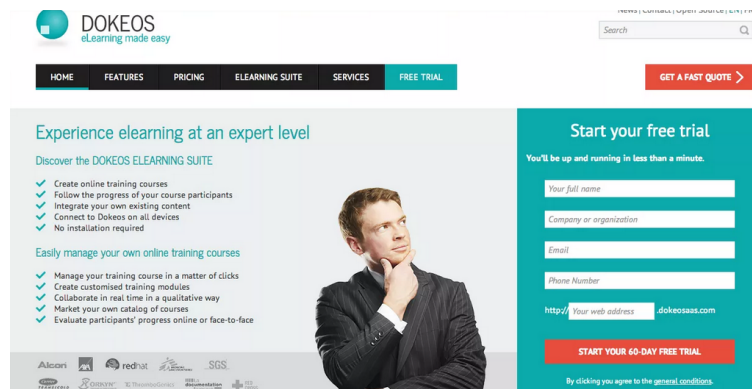 DOKEOS
eLearning made easy
News | Contact | Open Source | EN | FR
Search
HOME FEATURES PRICING ELEARNING SUITE SERVICES FREE TRIAL
GET A FAST QUOTE
Experience elearning at an expert level
Discover the DOKEOS ELEARNING SUITE
Create online training courses
Follow the progress of your course participants
Integrate your own existing content
Connect to Dokeos on all devices
No installation required
Easily manage your own online training courses
Manage your training course in a matter of clicks
Create customised training modules
Collaborate in real time in a qualitative way
Market your own catalog of courses
Evaluate participants' progress online or face-to-face
Start your free trial
You'll be up and running in less than a minute.
Your full name
Company or organization
Email
Phone Number
http:// Your web address .dokeosaas.com
START YOUR 60-DAY FREE TRIAL
By clicking you agree to the general conditions.
Alcon redhat SGS
ThromboGenics documentation